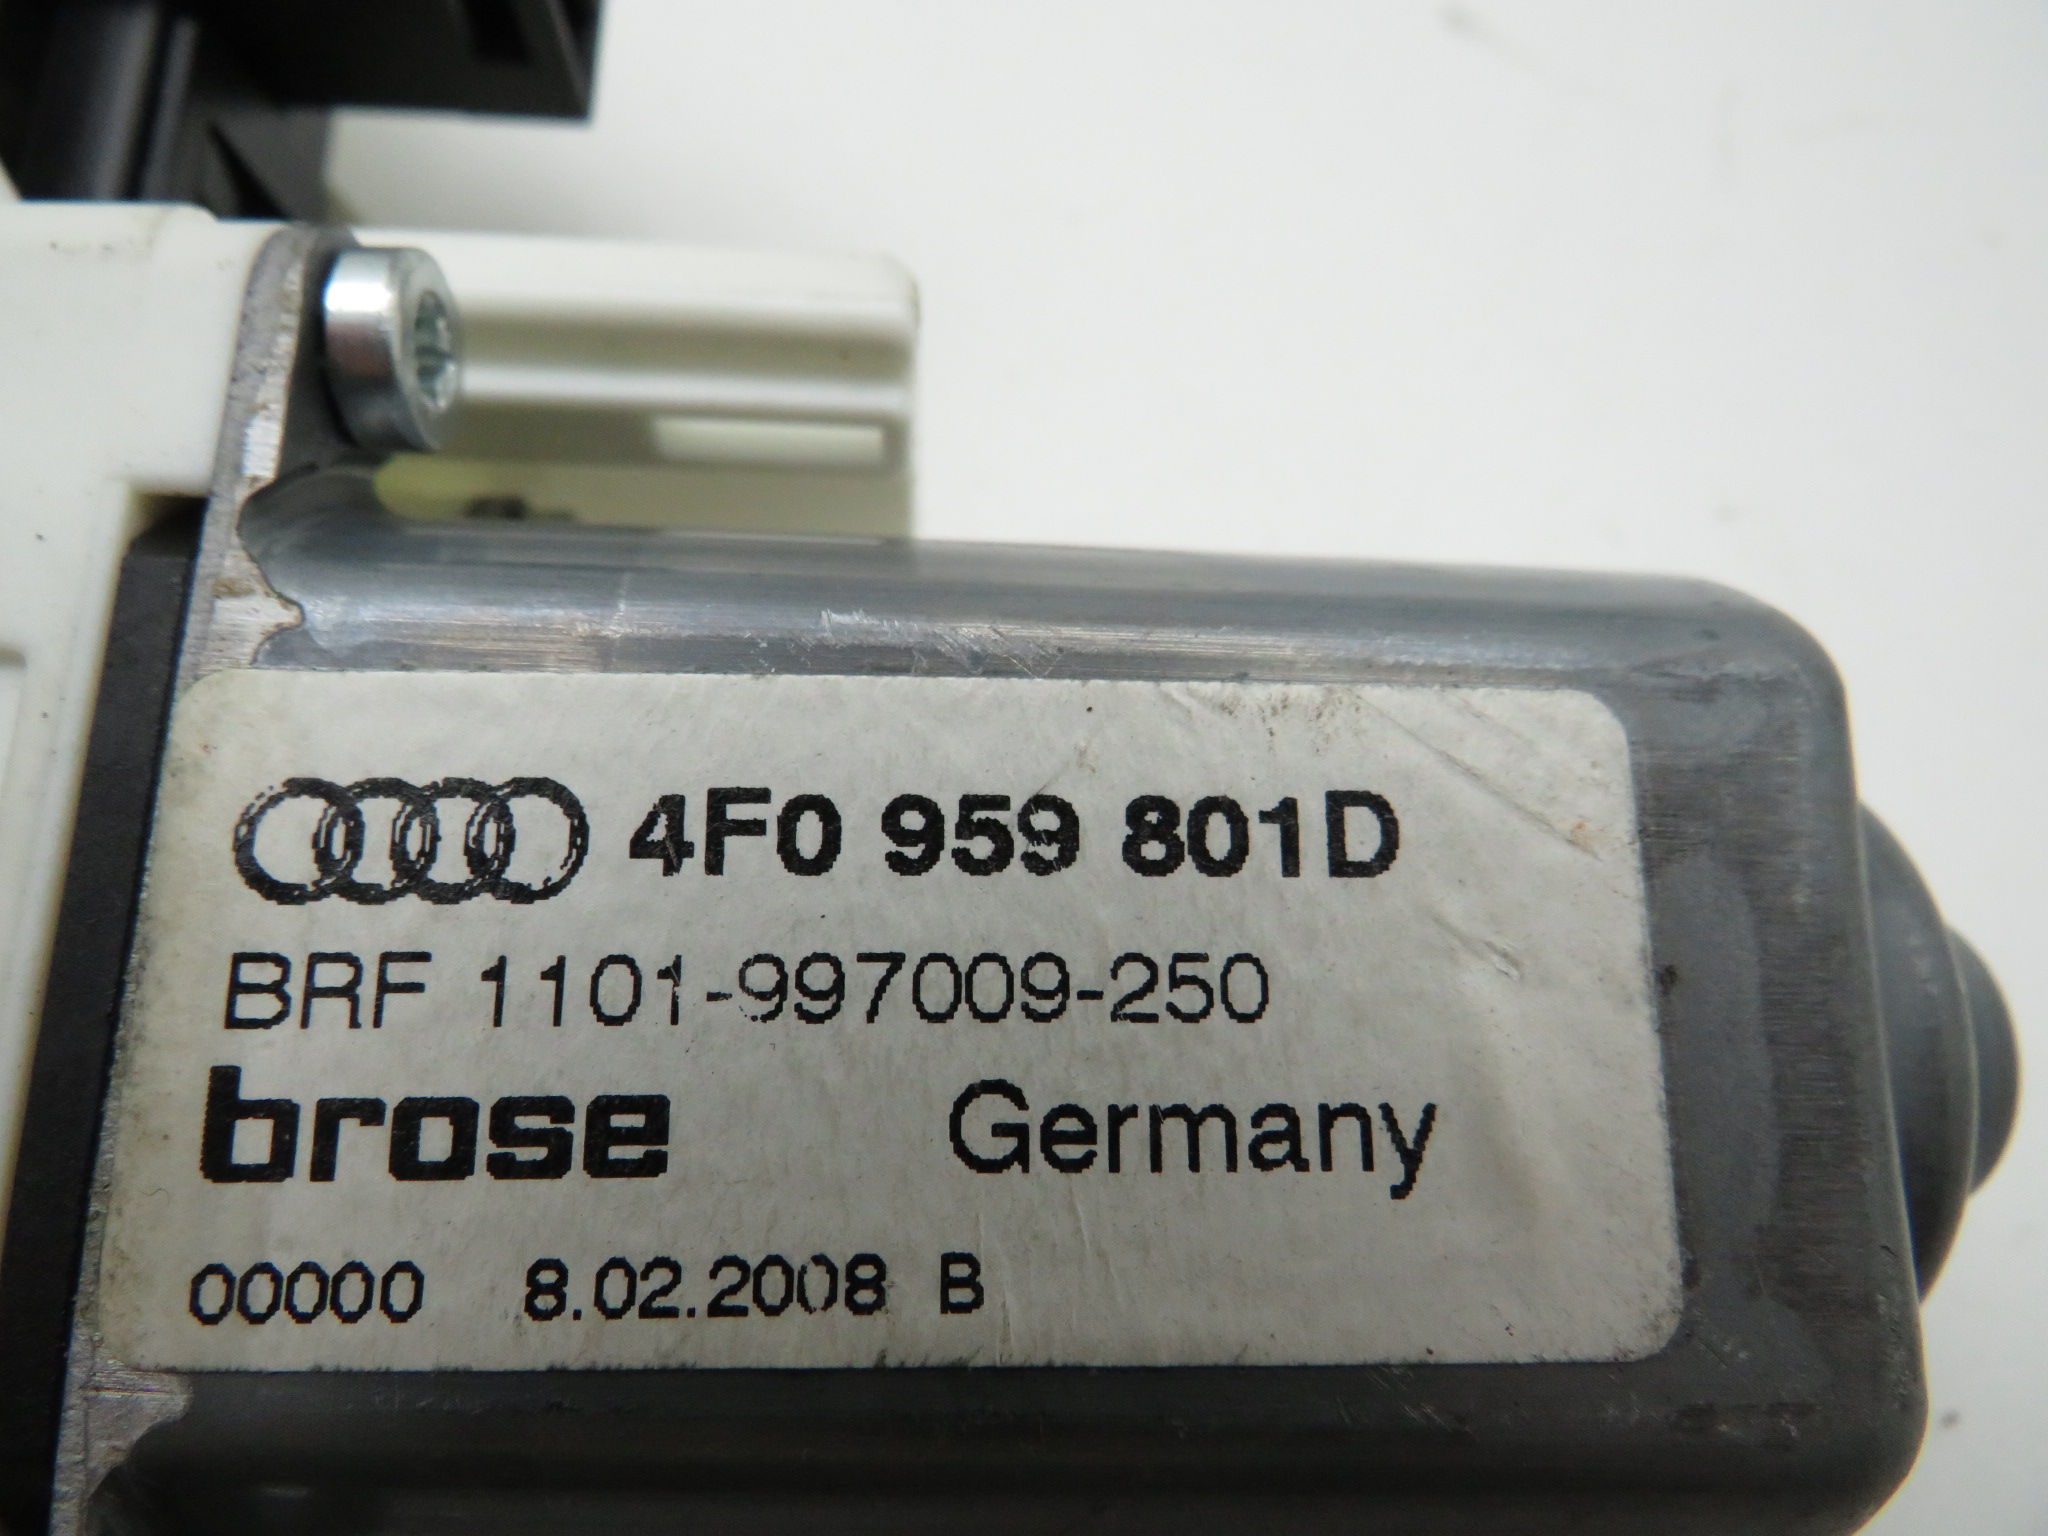 4F0 959 801D
BRF 1101-997009-250
brose Germany
00000 8.02.2008 B